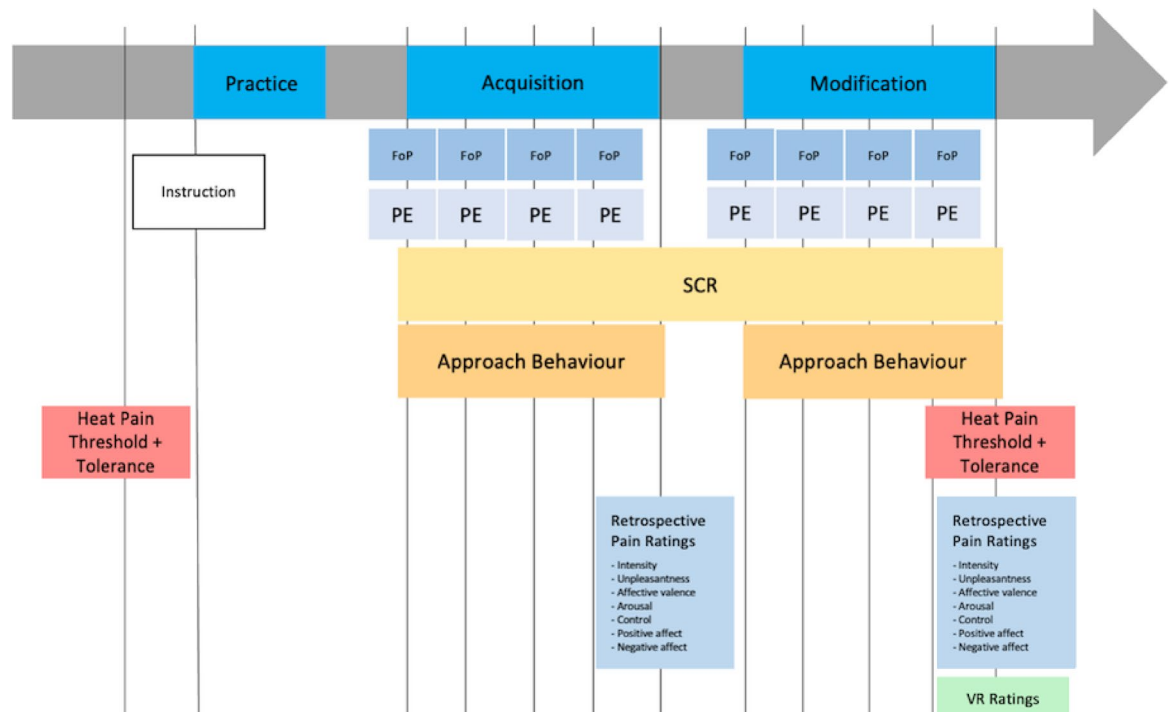 Practice
Acquisition
Modification
Instruction
FoP
FoP
FoP
FoP
FoP
FoP
FoP
FoP
PE
PE
PE
PE
PE
PE
PE
PE
SCR
Approach Behaviour
Approach Behaviour
Heat Pain
Threshold +
Tolerance
Heat Pain
Threshold +
Tolerance
Retrospective
Pain Ratings
- Intensity
- Unpleasantness
- Affective valence
- Arousal
- Control
- Positive affect
- Negative affect
Retrospective
Pain Ratings
- Intensity
- Unpleasantness
- Affective valence
- Arousal
- Control
- Positive affect
- Negative affect
VR Ratings